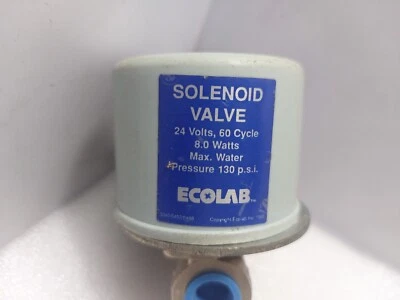 SOLENOID
VALVE
24 Volts, 60 Cycle
8.0 Watts
Max. Water
Pressure 130 p.s.i.
ECOLAB